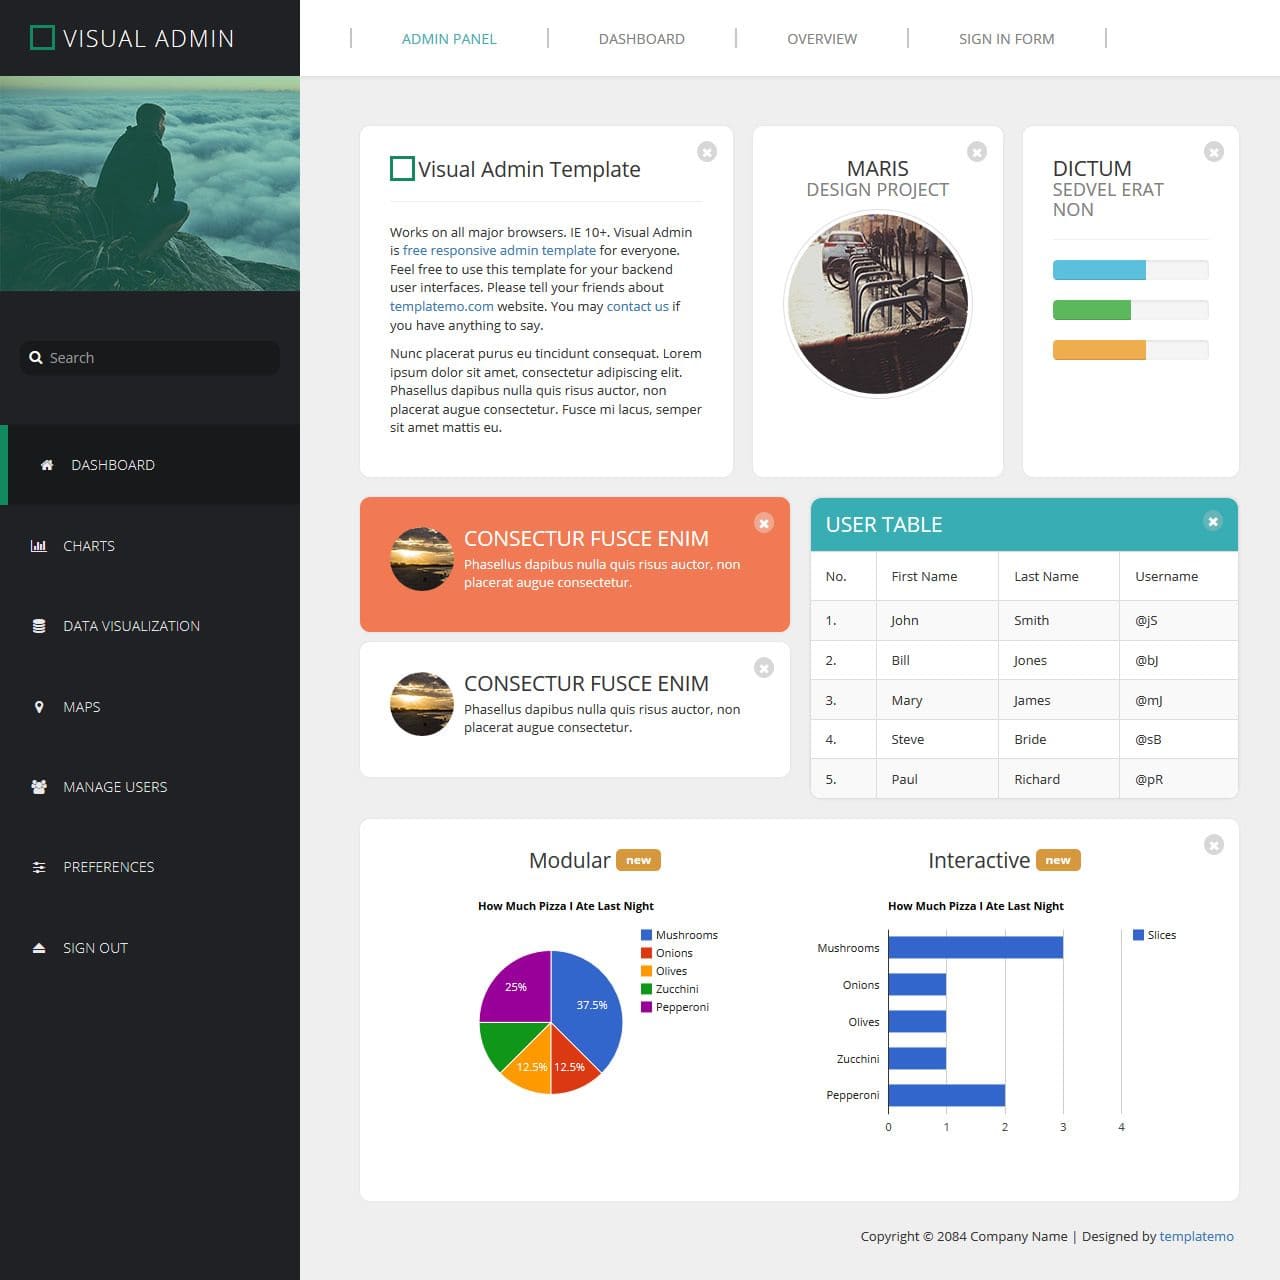 VISUAL ADMIN
Search
DASHBOARD
CHARTS
DATA VISUALIZATION
MAPS
MANAGE USERS
PREFERENCES
SIGN OUT
ADMIN PANEL
DASHBOARD
OVERVIEW
SIGN IN FORM
Visual Admin Template
Works on all major browsers. IE 10+. Visual Admin
is free responsive admin template for everyone.
Feel free to use this template for your backend
user interfaces. Please tell your friends about
templatemo.com website. You may contact us if
you have anything to say.
Nunc placerat purus eu tincidunt consequat. Lorem
ipsum dolor sit amet, consectetur adipiscing elit.
Phasellus dapibus nulla quis risus auctor, non
placerat augue consectetur. Fusce mi lacus, semper
sit amet mattis eu.
MARIS
DESIGN PROJECT
DICTUM
SEDVEL ERAT
NON
CONSECTUR FUSCE ENIM
Phasellus dapibus nulla quis risus auctor, non
placerat augue consectetur.
CONSECTUR FUSCE ENIM
Phasellus dapibus nulla quis risus auctor, non
placerat augue consectetur.
USER TABLE
No. First Name Last Name Username
1. John Smith @jS
2. Bill Jones @bJ
3. Mary James @mJ
4. Steve Bride @sB
5. Paul Richard @pR
Modular new
How Much Pizza I Ate Last Night
Mushrooms
Onions
Olives
Zucchini
Pepperoni
25%
37.5%
12.5% 12.5%
Interactive new
How Much Pizza I Ate Last Night
Slices
Mushrooms
Onions
Olives
Zucchini
Pepperoni
0 1 2 3 4
Copyright © 2084 Company Name | Designed by templatemo